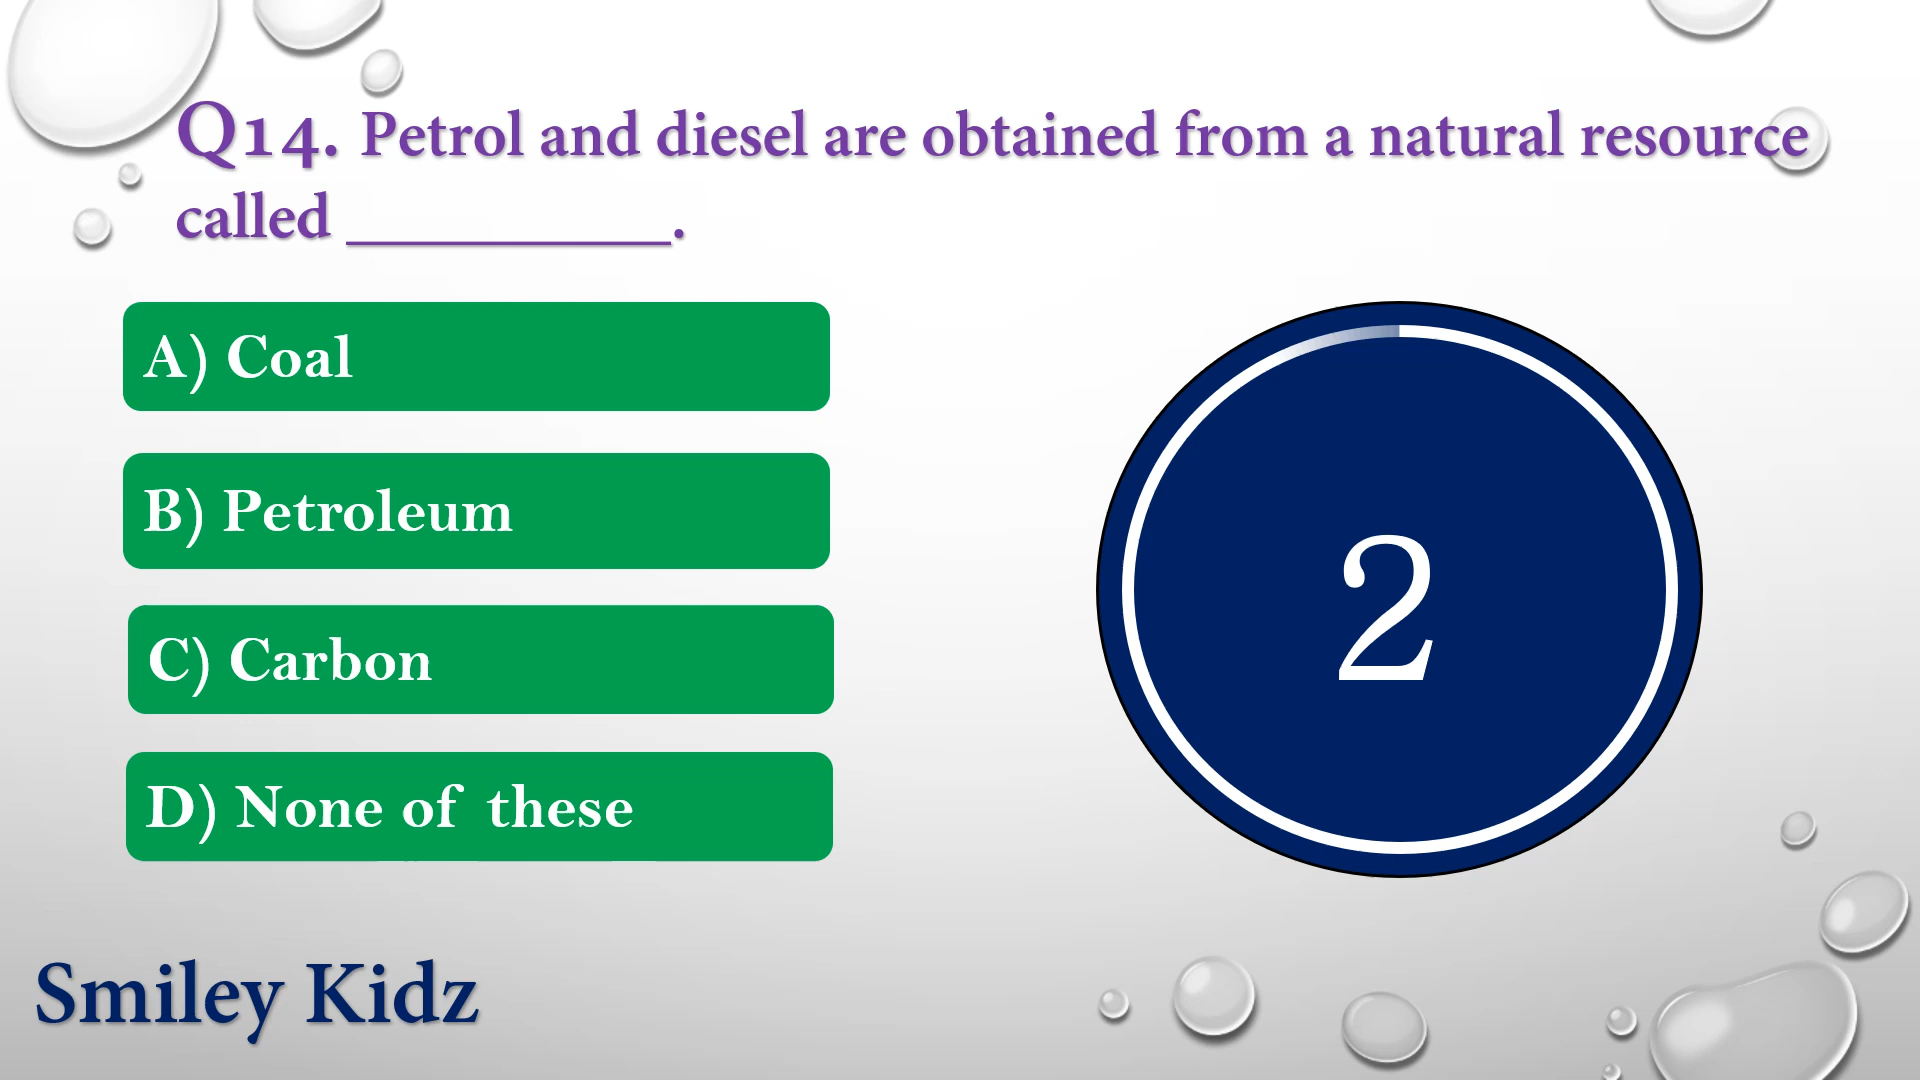 Q14. Petrol and diesel are obtained from a natural resource
called __________.
A) Coal
B) Petroleum
C) Carbon
D) None of these
2
Smiley Kidz